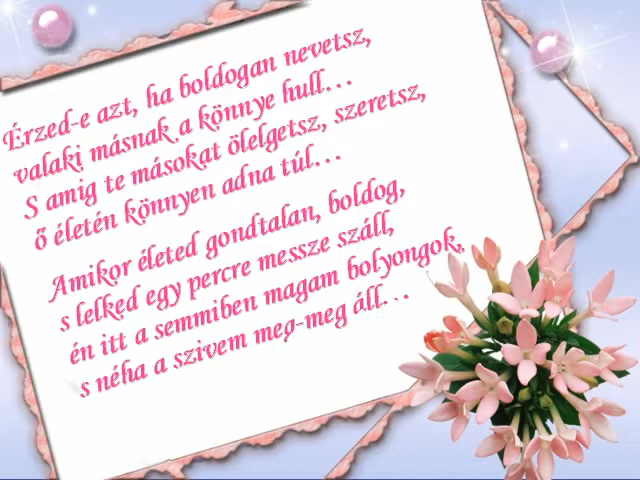 Érzed-e azt, ha boldogan nevetsz,
valaki másnak a könnye hull...
S amig te másokat ölelgetsz, szeretsz,
ő életén könnyen adna túl...
Amikor életed gondtalan, boldog,
s lelked egy percre messze száll,
én itt a semmiben magam bolyongok,
s néha a szivem meg-meg áll...